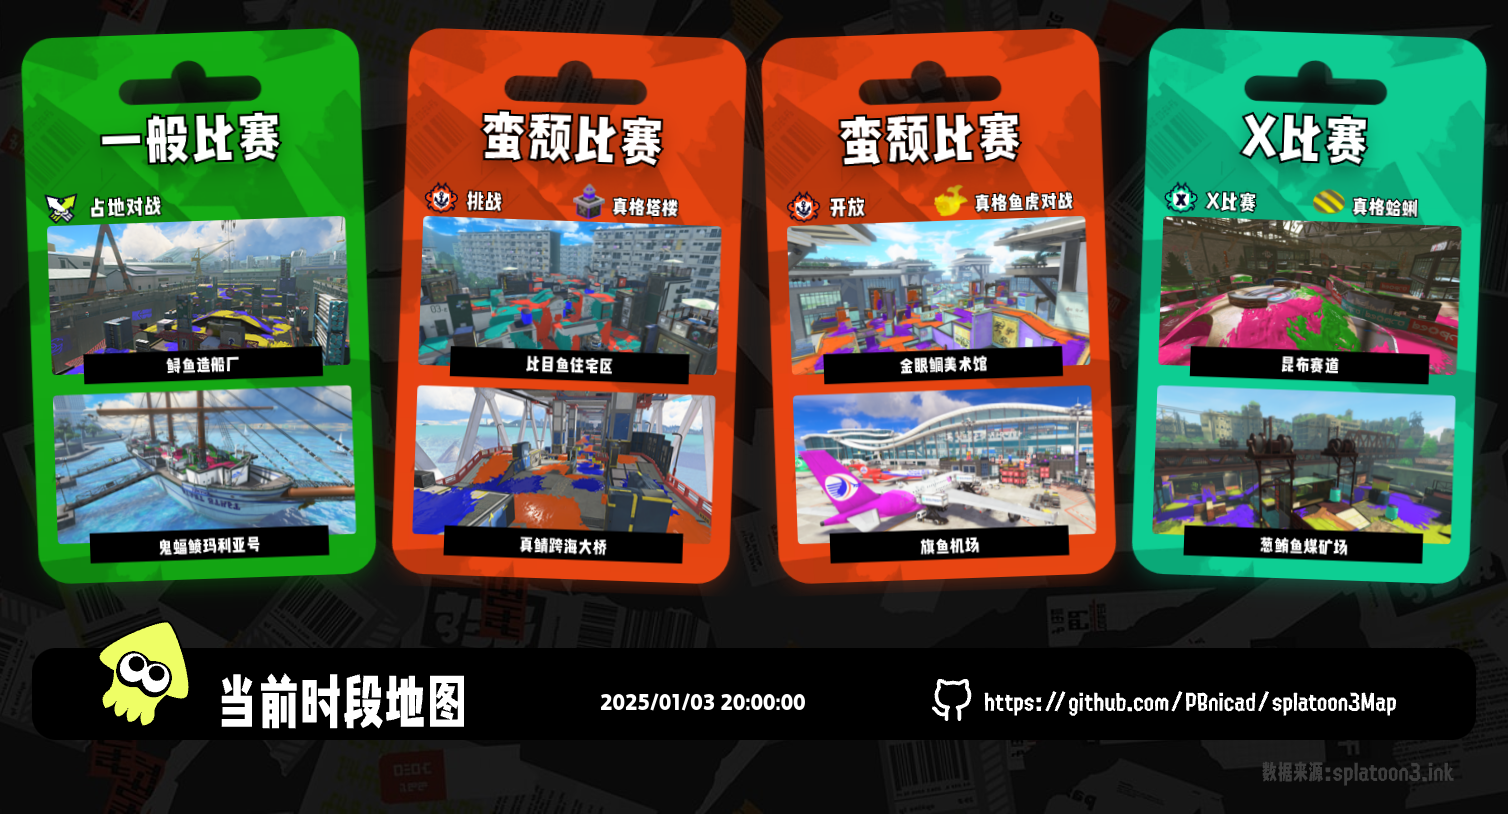 一般比赛
占地对战
鲟鱼造船厂
鬼蝠鲼玛利亚号
蛮颓比赛
挑战
真格塔楼
比目鱼住宅区
真鲭跨海大桥
蛮颓比赛
开放
真格鱼虎对战
金眼鲷美术馆
旗鱼机场
X比赛
X比赛
真格蛤蜊
昆布赛道
葱鲔鱼煤矿场
当前时段地图
2025/01/03 20:00:00
https://github.com/PBnicad/splatoon3Map
数据来源:splatoon3.ink